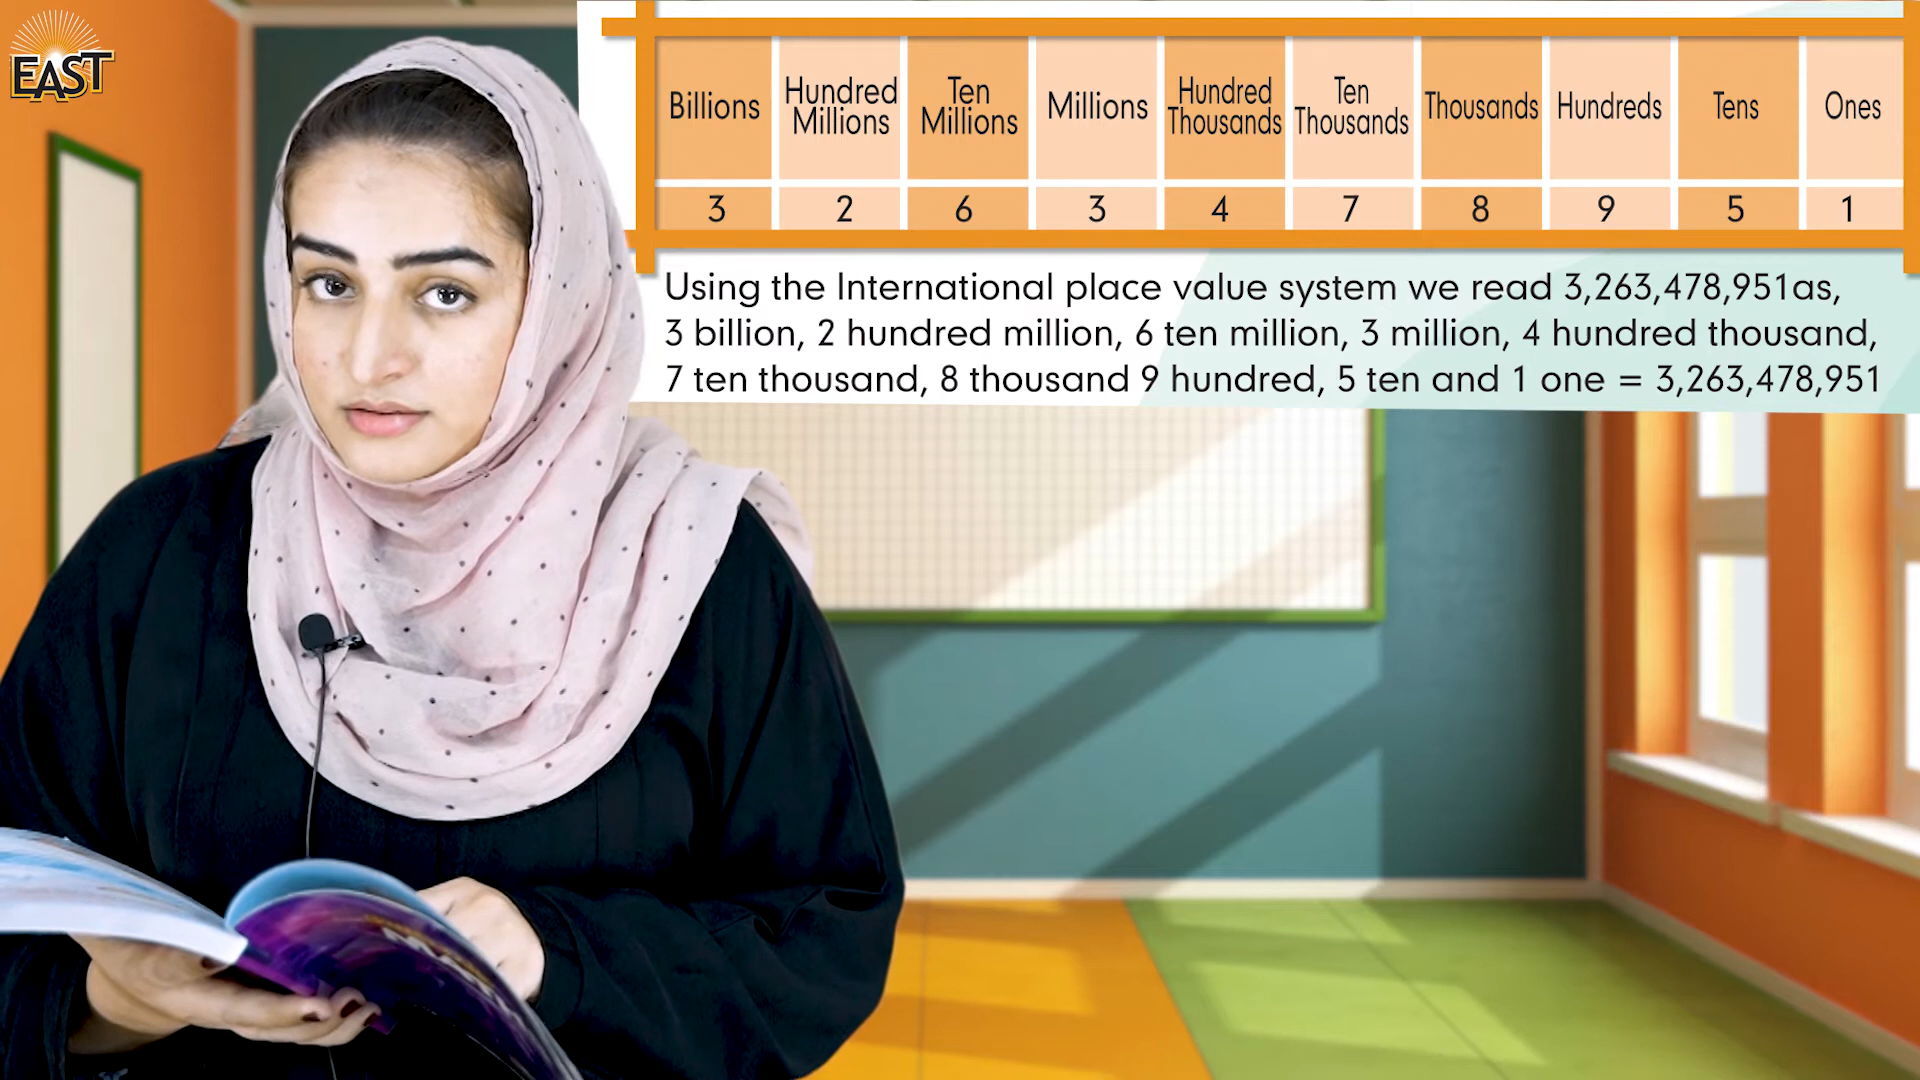 EAST
Billions Hundred Millions Ten Millions Millions Hundred Thousands Ten Thousands Thousands Hundreds Tens Ones
3 2 6 3 4 7 8 9 5 1
Using the International place value system we read 3,263,478,951as,
3 billion, 2 hundred million, 6 ten million, 3 million, 4 hundred thousand,
7 ten thousand, 8 thousand 9 hundred, 5 ten and 1 one = 3,263,478,951